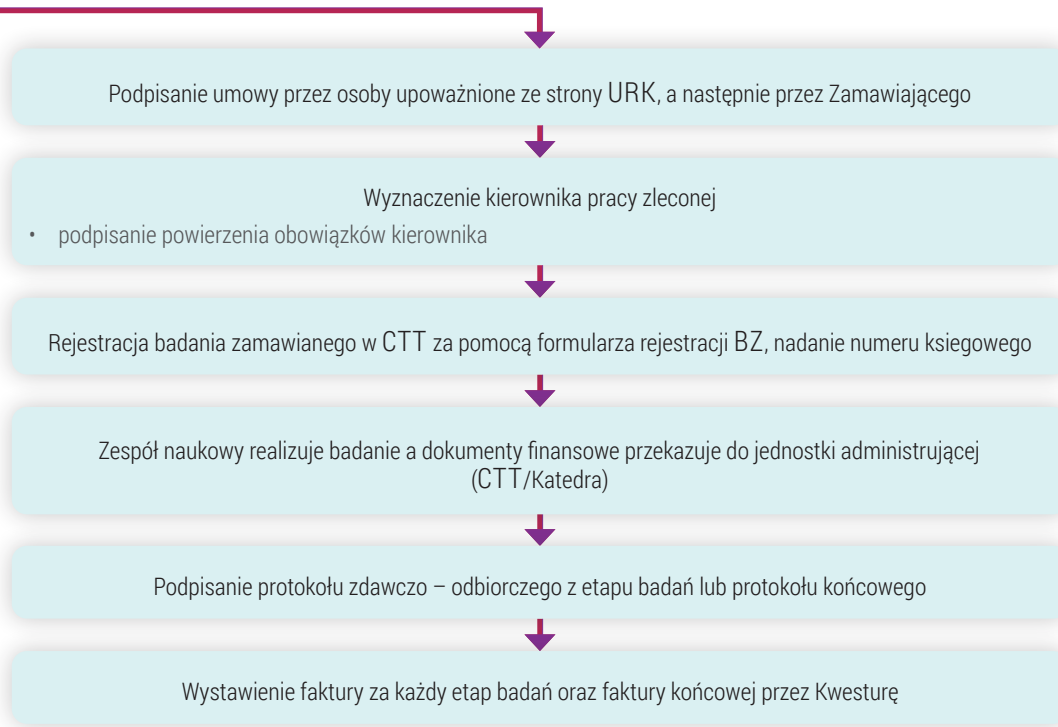 Podpisanie umowy przez osoby upoważnione ze strony URK, a następnie przez Zamawiającego
Wyznaczenie kierownika pracy zleconej
• podpisanie powierzenia obowiązków kierownika
Rejestracja badania zamawianego w CTT za pomocą formularza rejestracji BZ, nadanie numeru ksiegowego
Zespół naukowy realizuje badanie a dokumenty finansowe przekazuje do jednostki administrującej
(CTT/Katedra)
Podpisanie protokołu zdawczo – odbiorczego z etapu badań lub protokołu końcowego
Wystawienie faktury za każdy etap badań oraz faktury końcowej przez Kwesturę